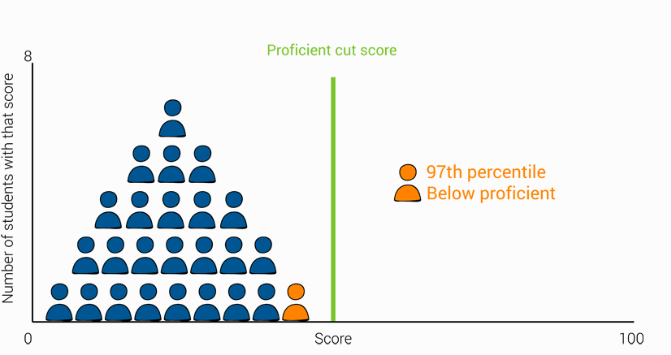 Proficient cut score
8
Number of students with that score
97th percentile
Below proficient
0
Score
100